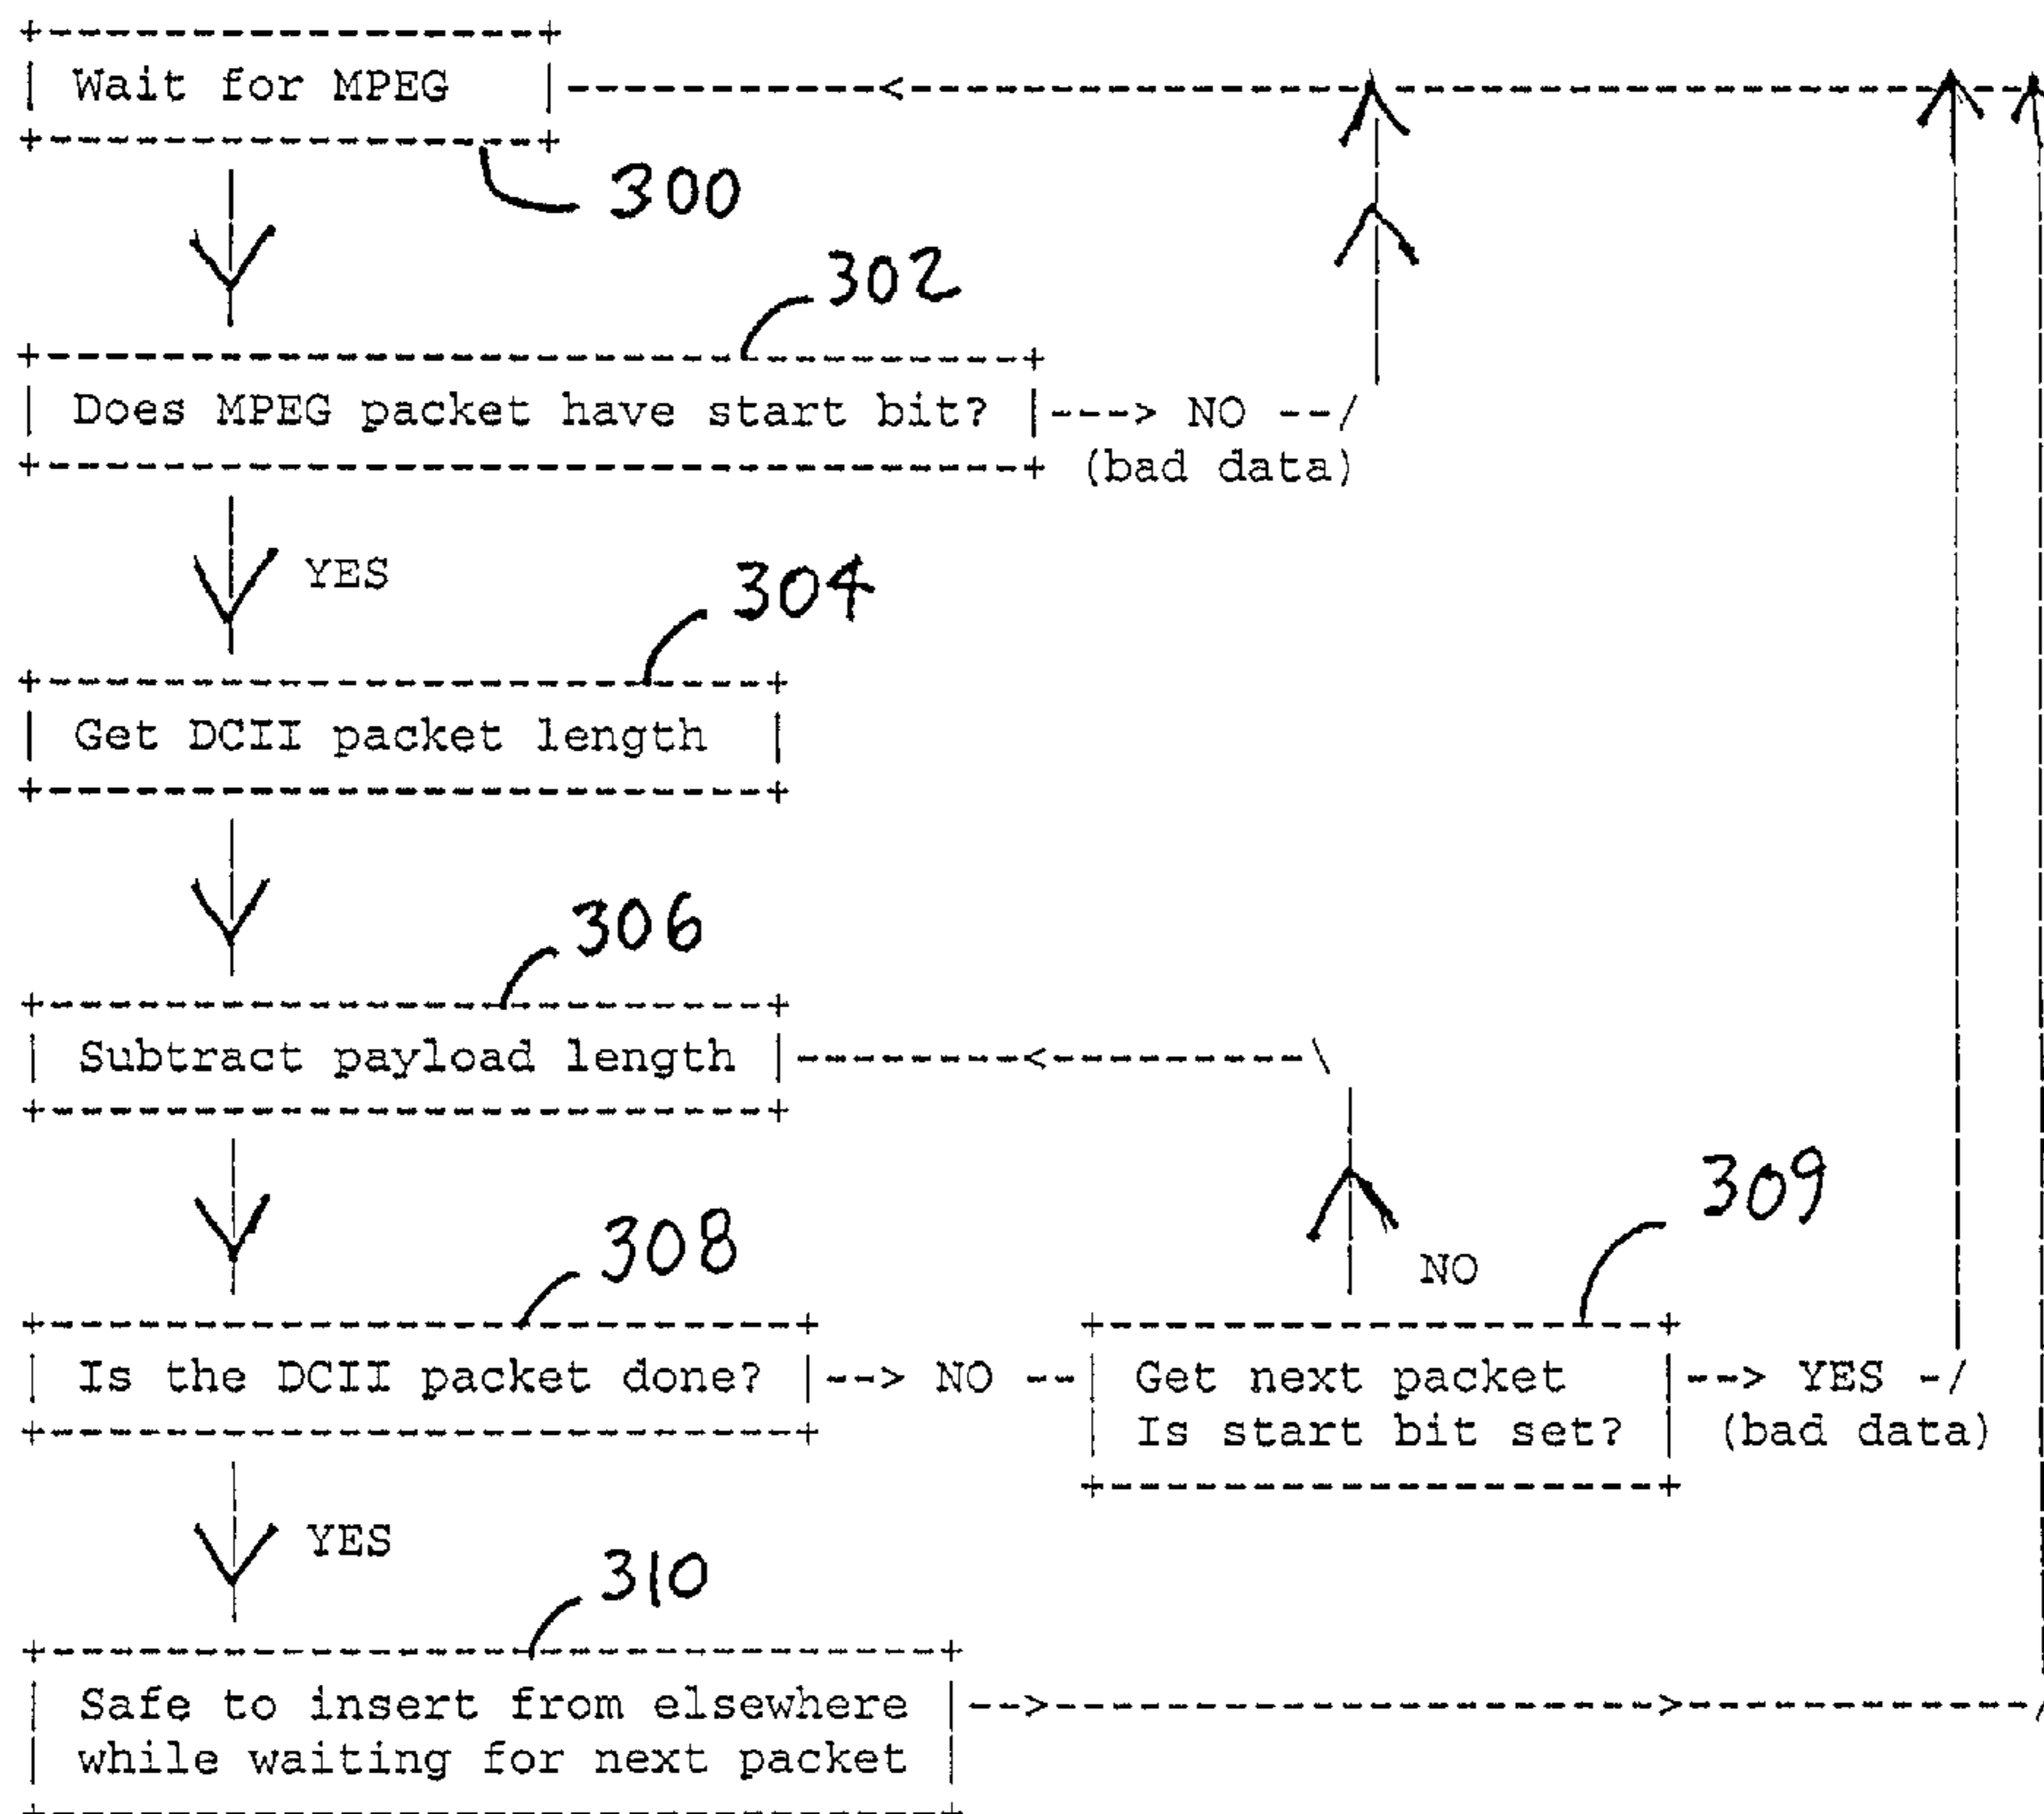 Wait for MPEG
300
302
Does MPEG packet have start bit? NO
(bad data)
YES
304
Get DCII packet length
306
Subtract payload length
309
308
NO
Is the DCII packet done? NO Get next packet YES
Is start bit set? (bad data)
YES
310
Safe to insert from elsewhere
while waiting for next packet